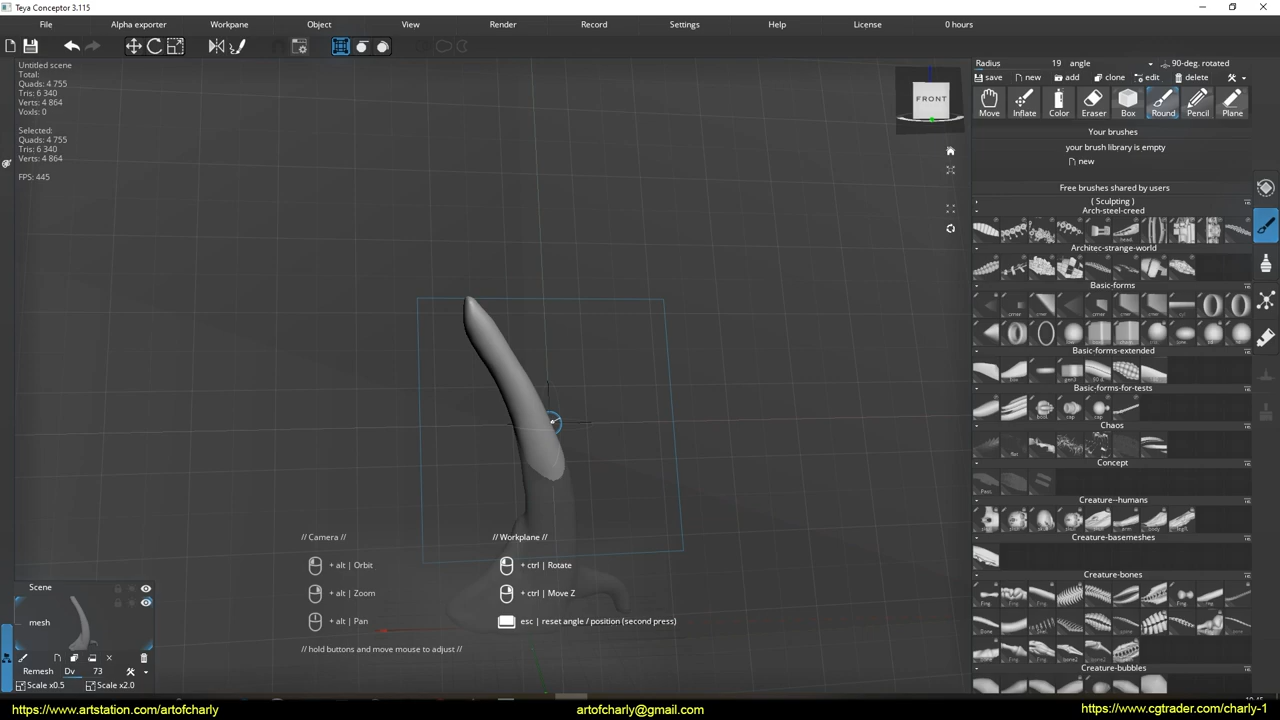 Teya Conceptor 3.115
File Alpha exporter Workpane Object View Render Record Settings Help License 0 hours
Untitled scene
Total:
Quads: 4 755
Tris: 6 340
Verts: 4 864
Voxls: 0
Selected:
Quads: 4 755
Tris: 6 340
Verts: 4 864
FPS: 445
FRONT
Radius 19 angle 90-deg. rotated
save new add clone edit delete
Move Inflate Color Eraser Box Round Pencil Plane
Your brushes
your brush library is empty
new
Free brushes shared by users
( Sculpting )
Arch-steel-creed
Architec-strange-world
Basic-forms
Basic-forms-extended
Basic-forms-for-tests
Chaos
Concept
Creature--humans
Creature-basemeshes
Creature-bones
Creature-bubbles
// Camera //
+ alt | Orbit
+ alt | Zoom
+ alt | Pan
// Workplane //
+ ctrl | Rotate
+ ctrl | Move Z
esc | reset angle / position (second press)
// hold buttons and move mouse to adjust //
Scene
mesh
Remesh Dv 73
Scale x0.5 Scale x2.0
https://www.artstation.com/artofcharly
artofcharly@gmail.com
https://www.cgtrader.com/charly-1